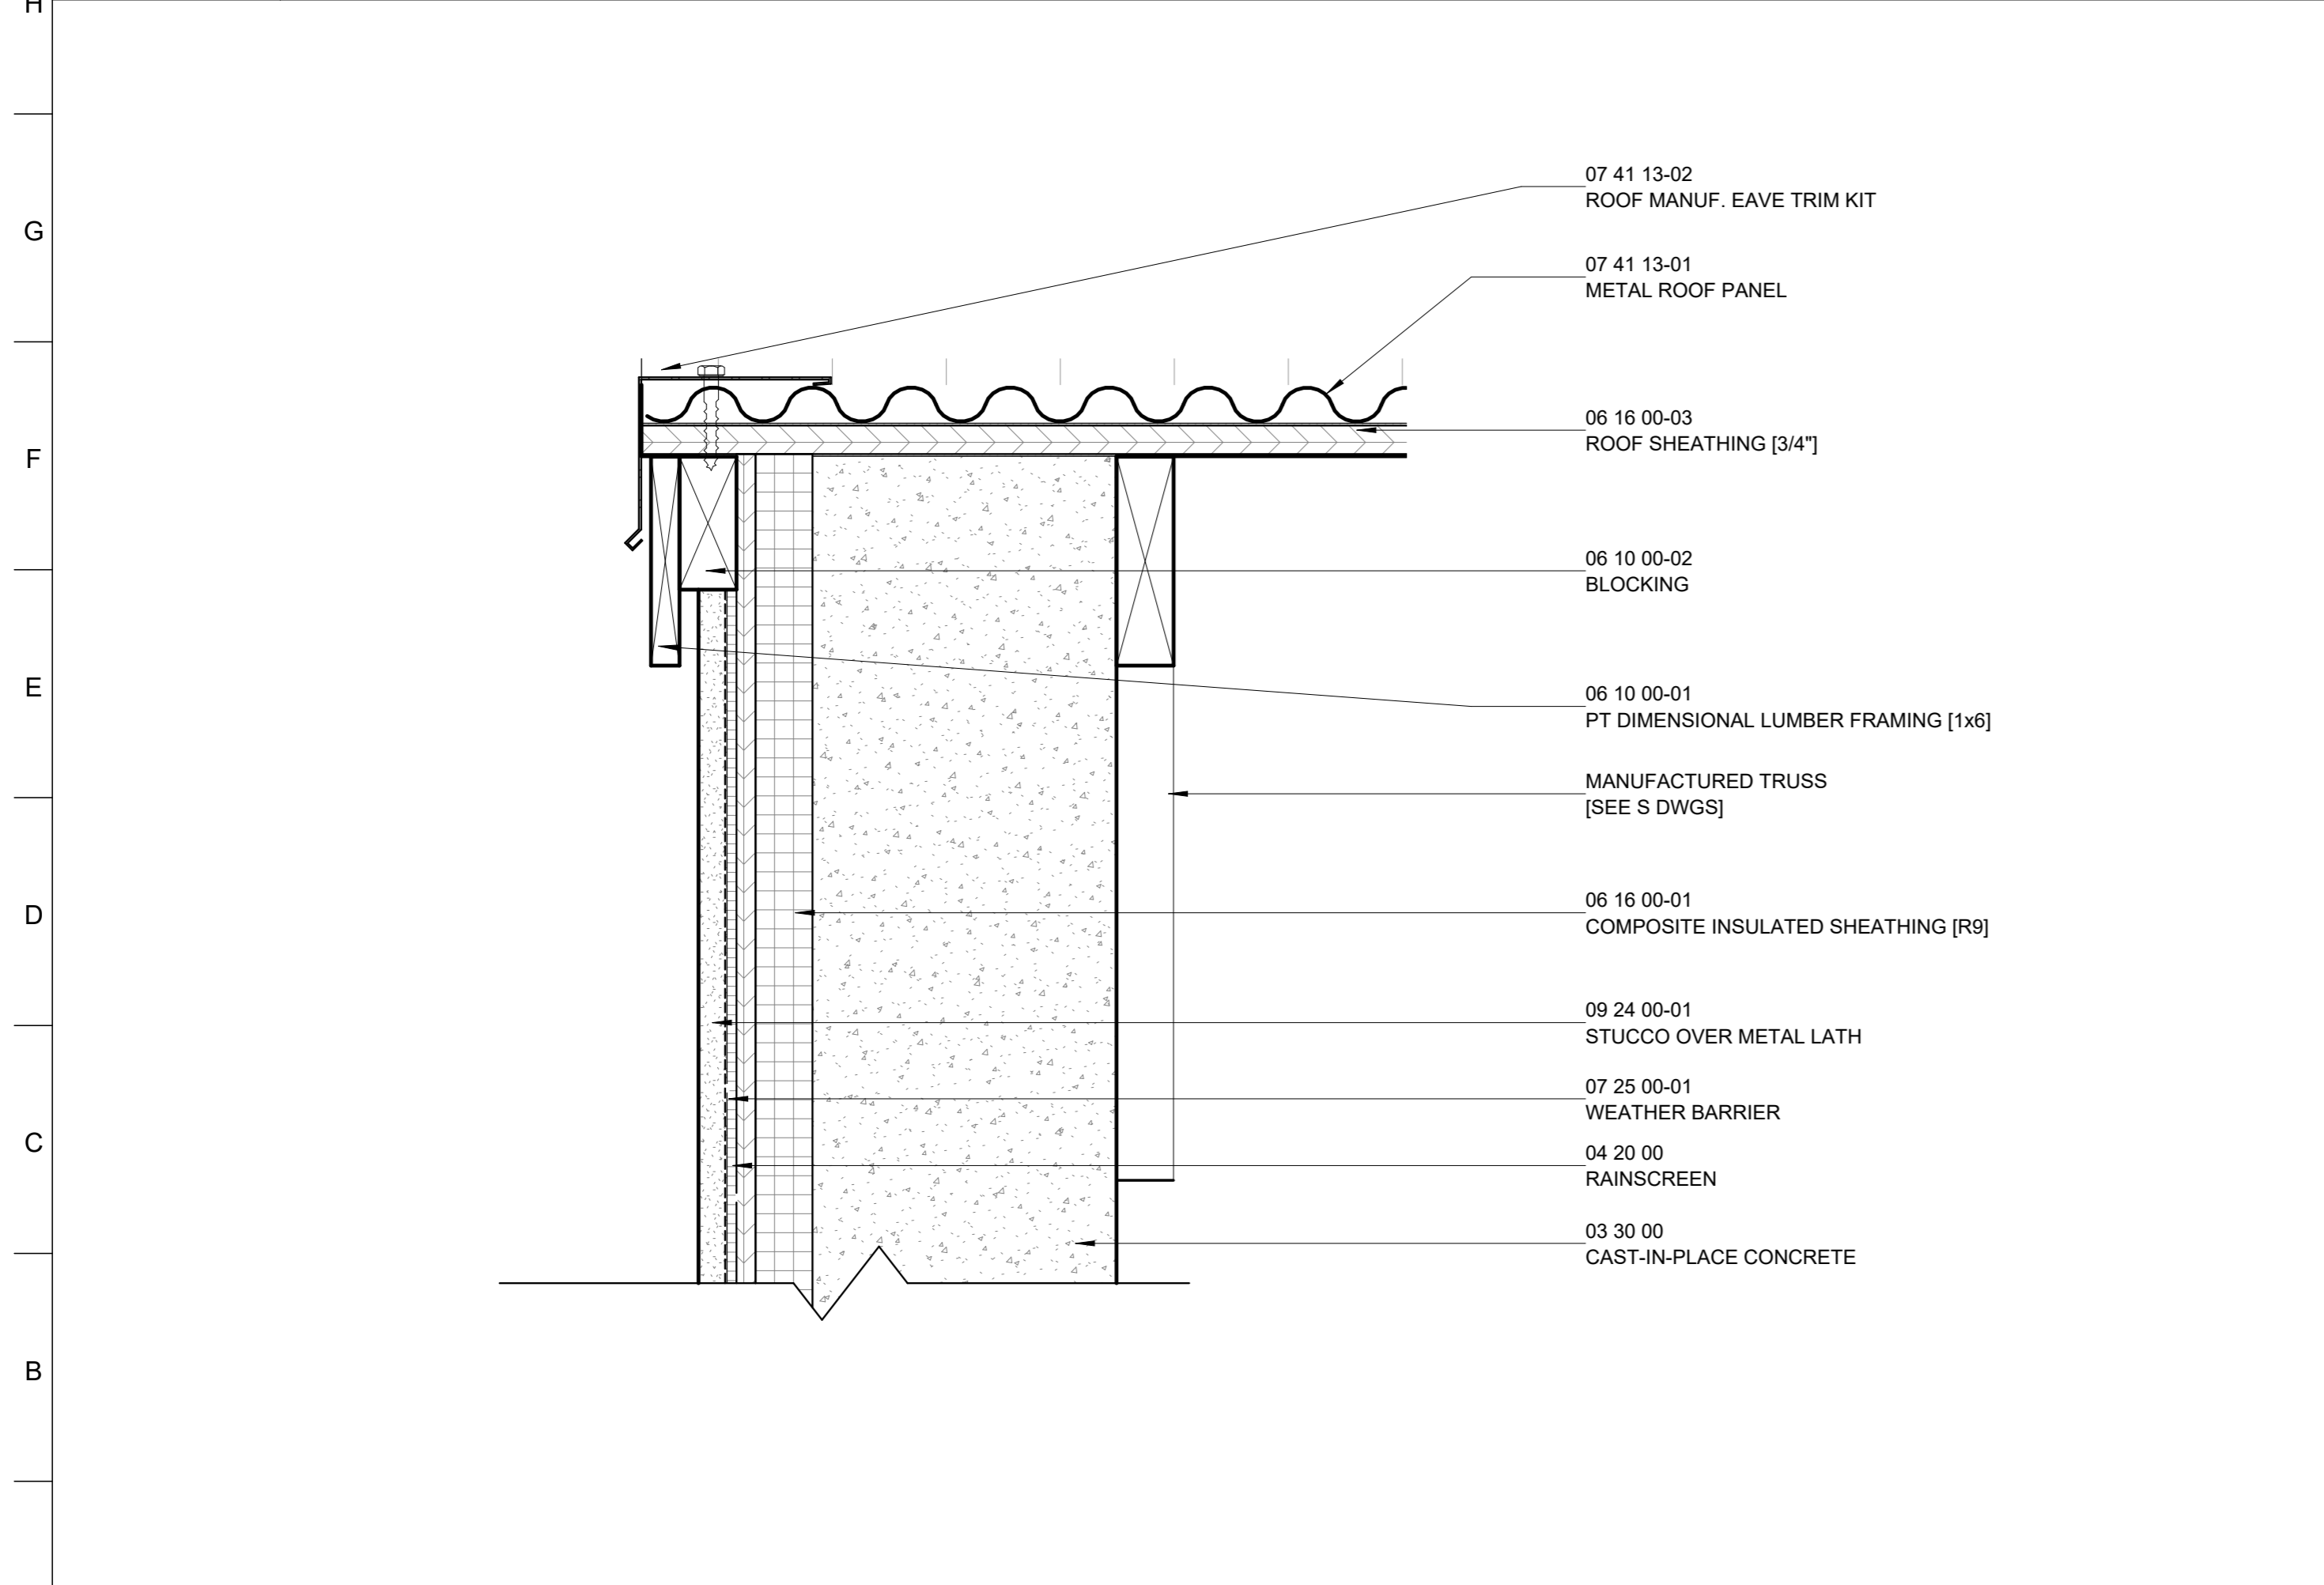 H
G
F
E
D
C
B
07 41 13-02
ROOF MANUF. EAVE TRIM KIT
07 41 13-01
METAL ROOF PANEL
06 16 00-03
ROOF SHEATHING [3/4"]
06 10 00-02
BLOCKING
06 10 00-01
PT DIMENSIONAL LUMBER FRAMING [1x6]
MANUFACTURED TRUSS
[SEE S DWGS]
06 16 00-01
COMPOSITE INSULATED SHEATHING [R9]
09 24 00-01
STUCCO OVER METAL LATH
07 25 00-01
WEATHER BARRIER
04 20 00
RAINSCREEN
03 30 00
CAST-IN-PLACE CONCRETE